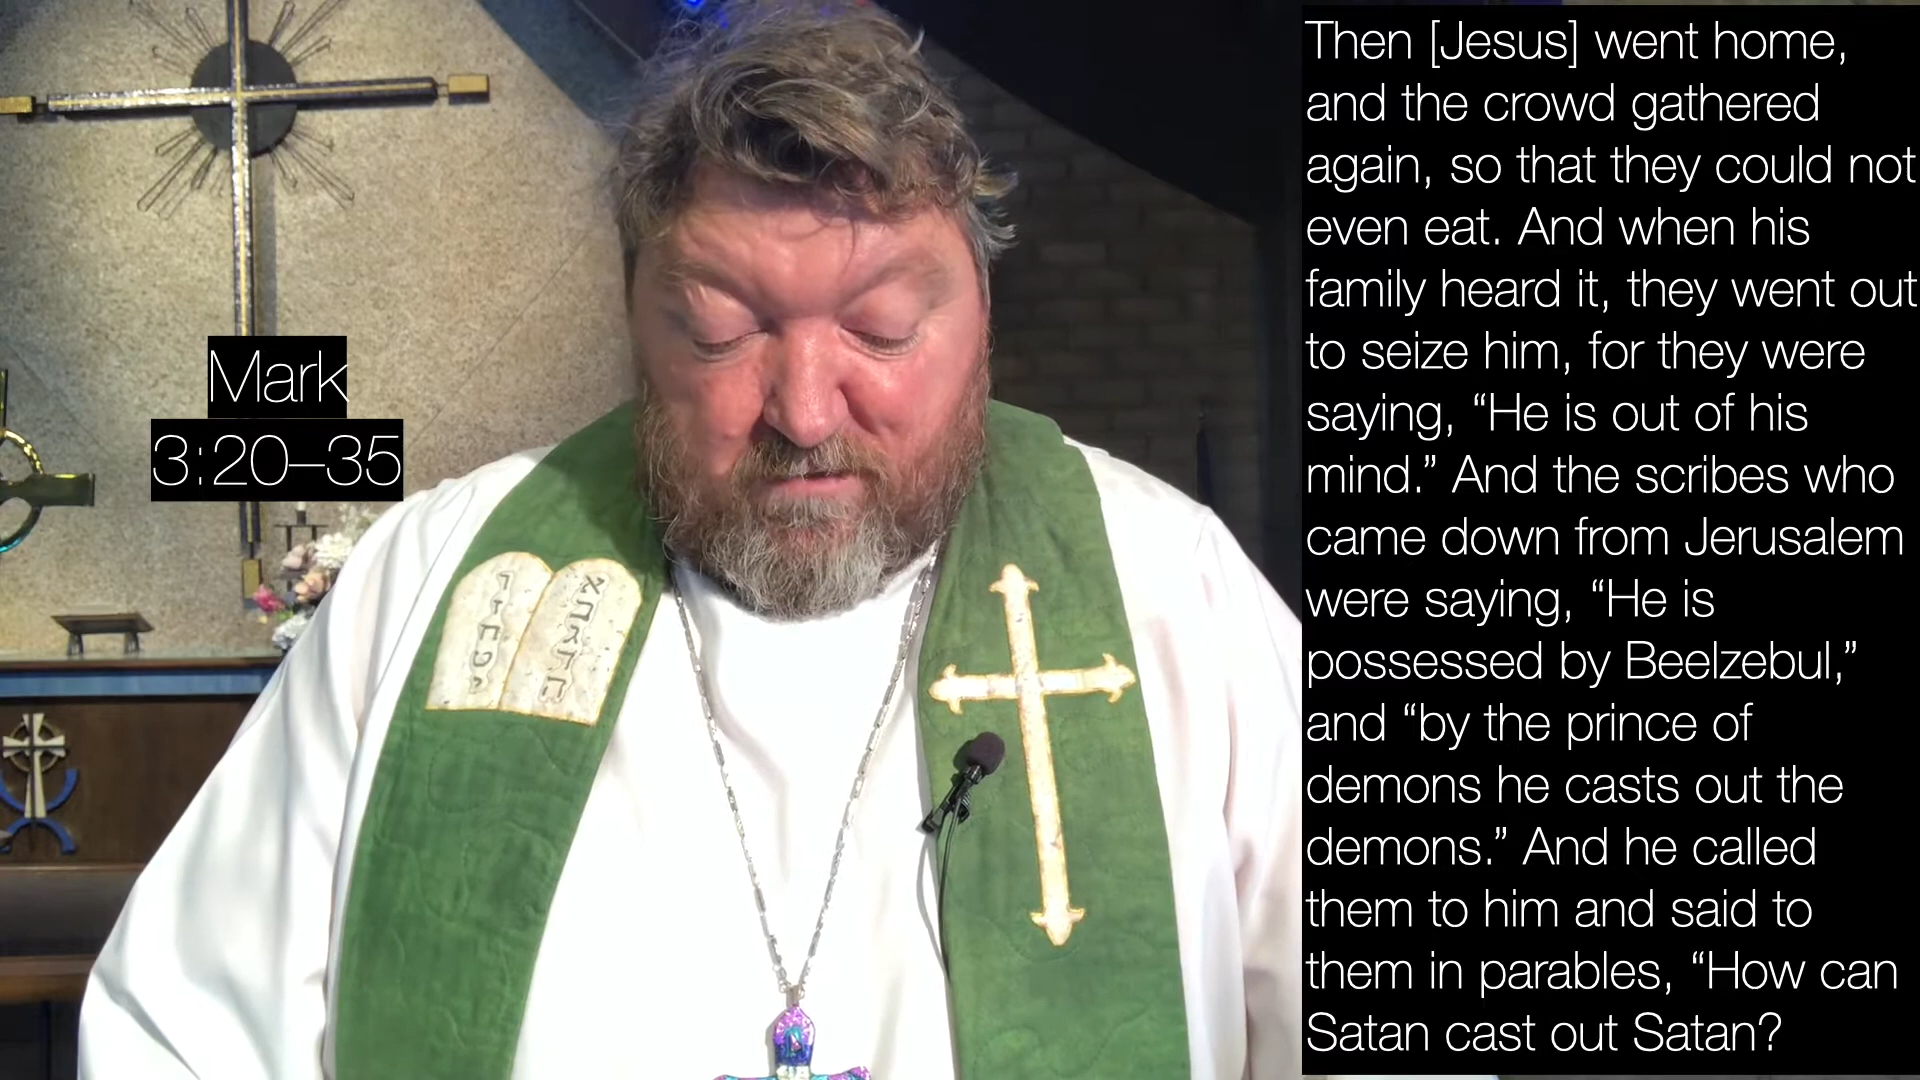 Mark
3:20–35
Then [Jesus] went home,
and the crowd gathered
again, so that they could not
even eat. And when his
family heard it, they went out
to seize him, for they were
saying, “He is out of his
mind.” And the scribes who
came down from Jerusalem
were saying, “He is
possessed by Beelzebul,”
and “by the prince of
demons he casts out the
demons.” And he called
them to him and said to
them in parables, “How can
Satan cast out Satan?